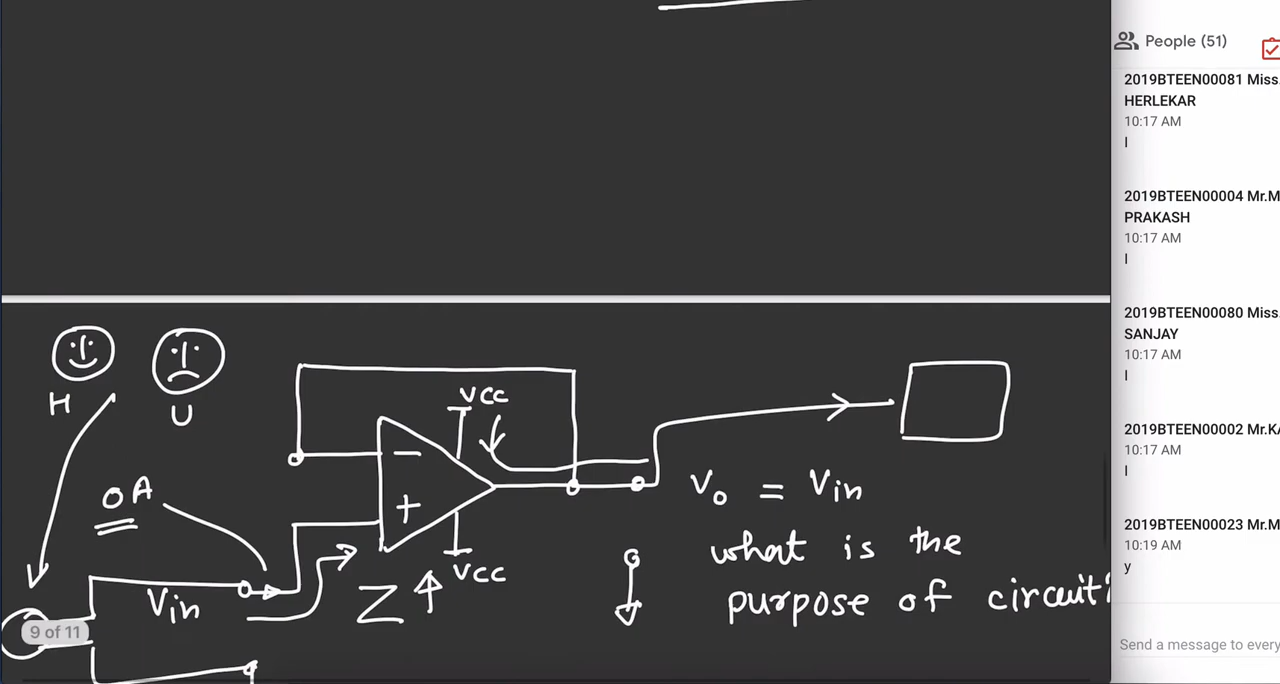 People (51)
2019BTEEN00081 Miss.
HERLEKAR
10:17 AM
I
2019BTEEN00004 Mr.M
PRAKASH
10:17 AM
I
2019BTEEN00080 Miss.
SANJAY
10:17 AM
I
2019BTEEN00002 Mr.KA
10:17 AM
I
2019BTEEN00023 Mr.M
10:19 AM
y
Send a message to every
H
U
VCC
−
+
OA
Vo = Vin
what is the
purpose of circuit?
VCC
Z ↑
Vin
9 of 11